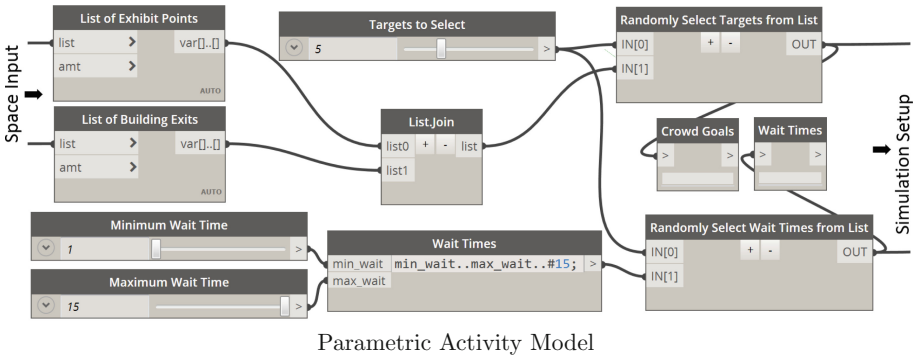 Space Input
List of Exhibit Points
list > var[]..[]
amt >
AUTO
List of Building Exits
list > var[]..[]
amt >
AUTO
Targets to Select
5 >
List.Join
list0 + - list
list1
Randomly Select Targets from List
IN[0] + - OUT
IN[1]
Crowd Goals
> >
Wait Times
> >
Simulation Setup
Minimum Wait Time
1 >
Maximum Wait Time
15 >
Wait Times
min_wait min_wait..max_wait..#15; >
max_wait
Randomly Select Wait Times from List
IN[0] + - OUT
IN[1]
Parametric Activity Model